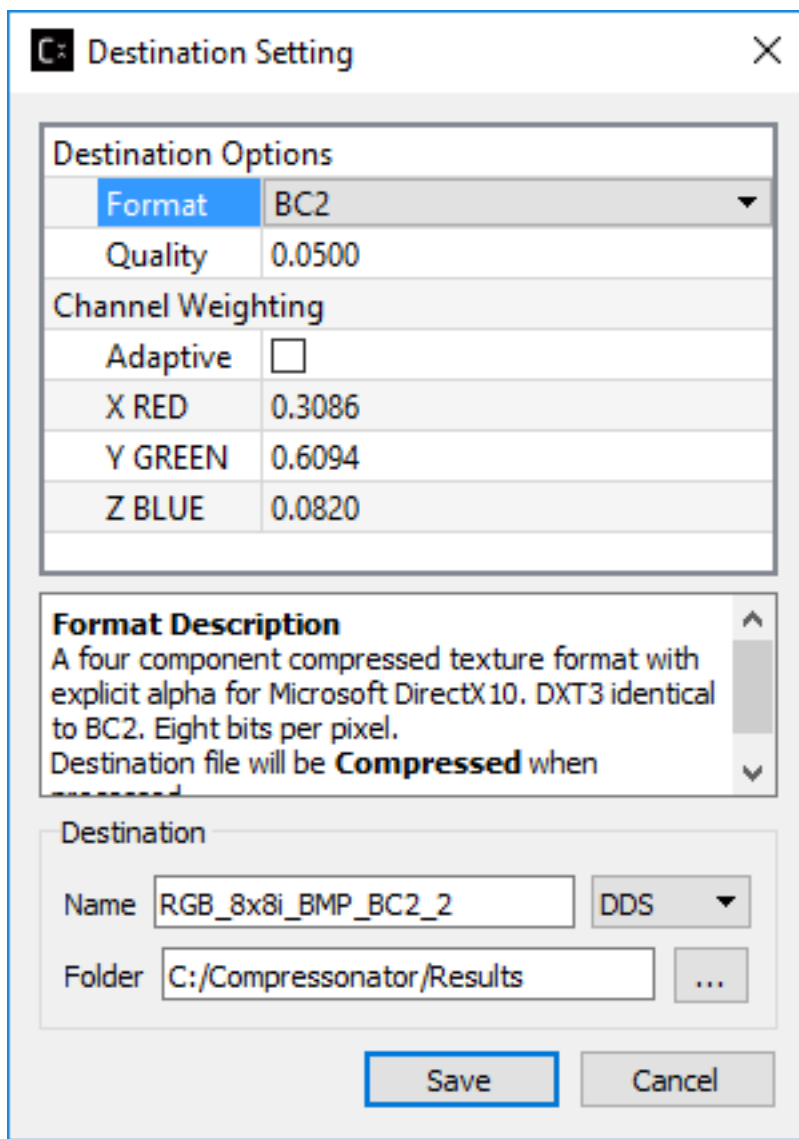 Destination Setting
Destination Options
Format BC2
Quality 0.0500
Channel Weighting
Adaptive
X RED 0.3086
Y GREEN 0.6094
Z BLUE 0.0820
Format Description
A four component compressed texture format with
explicit alpha for Microsoft DirectX10. DXT3 identical
to BC2. Eight bits per pixel.
Destination file will be Compressed when
Destination
Name RGB_8x8i_BMP_BC2_2 DDS
Folder C:/Compressonator/Results ...
Save Cancel